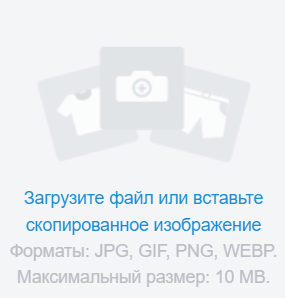 Загрузите файл или вставьте
скопированное изображение
Форматы: JPG, GIF, PNG, WEBP.
Максимальный размер: 10 MB.